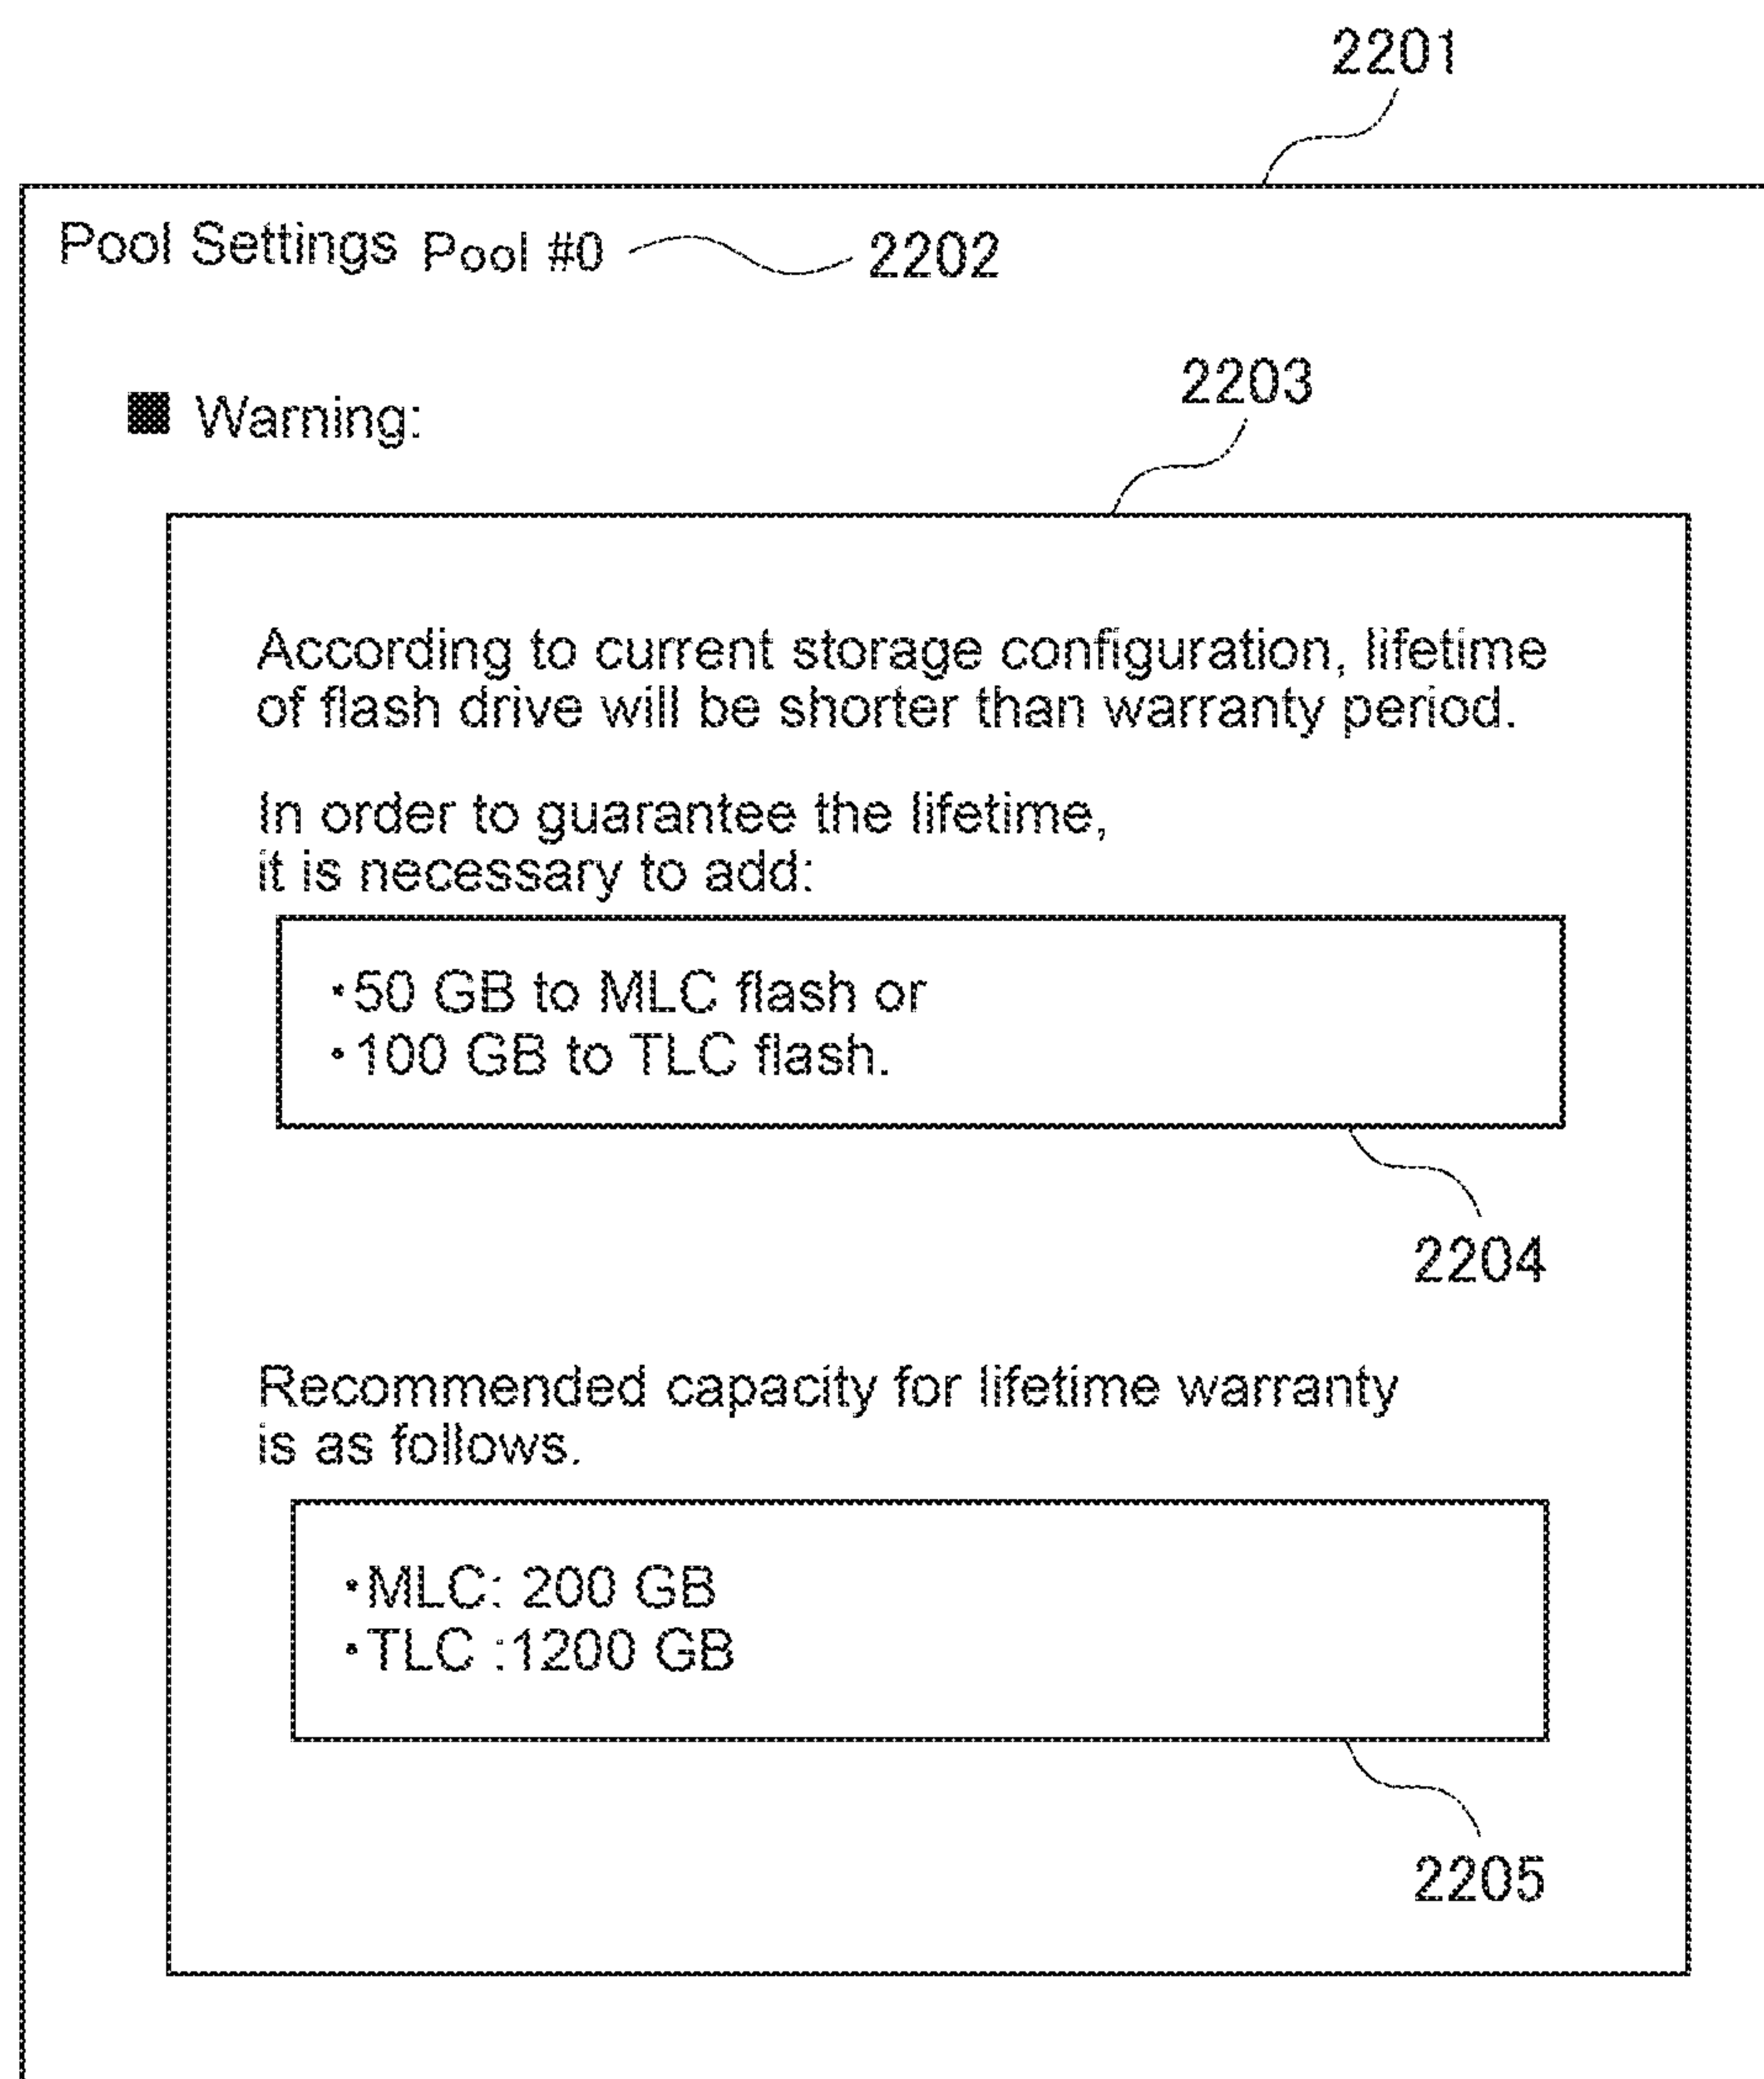 2201
Pool Settings Pool #0 2202
2203
■ Warning:
According to current storage configuration, lifetime
of flash drive will be shorter than warranty period.
In order to guarantee the lifetime,
it is necessary to add:
・50 GB to MLC flash or
・100 GB to TLC flash.
2204
Recommended capacity for lifetime warranty
is as follows.
・MLC: 200 GB
・TLC :1200 GB
2205